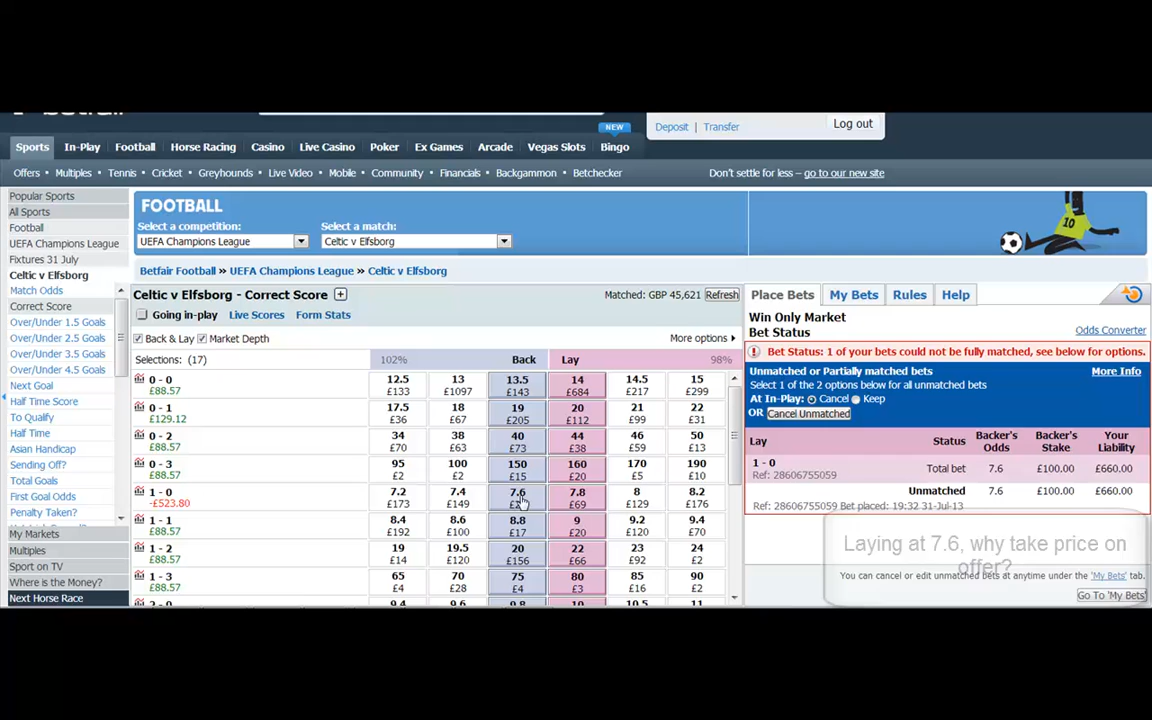 NEW
Deposit | Transfer
Log out
Sports In-Play Football Horse Racing Casino Live Casino Poker Ex Games Arcade Vegas Slots Bingo
Offers • Multiples • Tennis • Cricket • Greyhounds • Live Video • Mobile • Community • Financials • Backgammon • Betchecker
Don't settle for less – go to our new site
Popular Sports
All Sports
Football
UEFA Champions League
Fixtures 31 July
Celtic v Elfsborg
Match Odds
Correct Score
Over/Under 1.5 Goals
Over/Under 2.5 Goals
Over/Under 3.5 Goals
Over/Under 4.5 Goals
Next Goal
Half Time Score
To Qualify
Half Time
Asian Handicap
Sending Off?
Total Goals
First Goal Odds
Penalty Taken?
My Markets
Multiples
Sport on TV
Where is the Money?
Next Horse Race
FOOTBALL
Select a competition: Select a match:
UEFA Champions League Celtic v Elfsborg
10
Betfair Football » UEFA Champions League » Celtic v Elfsborg
Celtic v Elfsborg - Correct Score + Matched: GBP 45,621 Refresh
Going in-play Live Scores Form Stats
Back & Lay Market Depth More options
Selections: (17) 102% Back Lay 98%
0 - 0 12.5 13 13.5 14 14.5 15
£88.57 £133 £1097 £143 £684 £217 £299
0 - 1 17.5 18 19 20 21 22
£129.12 £36 £67 £205 £112 £99 £31
0 - 2 34 38 40 44 46 50
£88.57 £70 £63 £73 £38 £59 £13
0 - 3 95 100 150 160 170 190
£88.57 £2 £2 £15 £20 £5 £10
1 - 0 7.2 7.4 7.6 7.8 8 8.2
-£523.80 £173 £149 £69 £129 £176
1 - 1 8.4 8.6 8.8 9 9.2 9.4
£88.57 £192 £100 £17 £20 £120 £70
1 - 2 19 19.5 20 22 23 24
£88.57 £14 £120 £156 £66 £92 £2
1 - 3 65 70 75 80 85 90
£88.57 £4 £28 £4 £3 £16 £2
2 - 0 9.4 9.6 9.8 10 10.5 11
Place Bets My Bets Rules Help
Win Only Market
Bet Status
Odds Converter
Bet Status: 1 of your bets could not be fully matched, see below for options.
Unmatched or Partially matched bets More Info
Select 1 of the 2 options below for all unmatched bets
At In-Play: Cancel Keep
OR Cancel Unmatched
Lay Status Backer's Odds Backer's Stake Your Liability
1 - 0
Ref: 28606755059 Total bet 7.6 £100.00 £660.00
Unmatched 7.6 £100.00 £660.00
Ref: 28606755059 Bet placed: 19:32 31-Jul-13
Laying at 7.6, why take price on
offer?
You can cancel or edit unmatched bets at anytime under the 'My Bets' tab.
Go To 'My Bets'